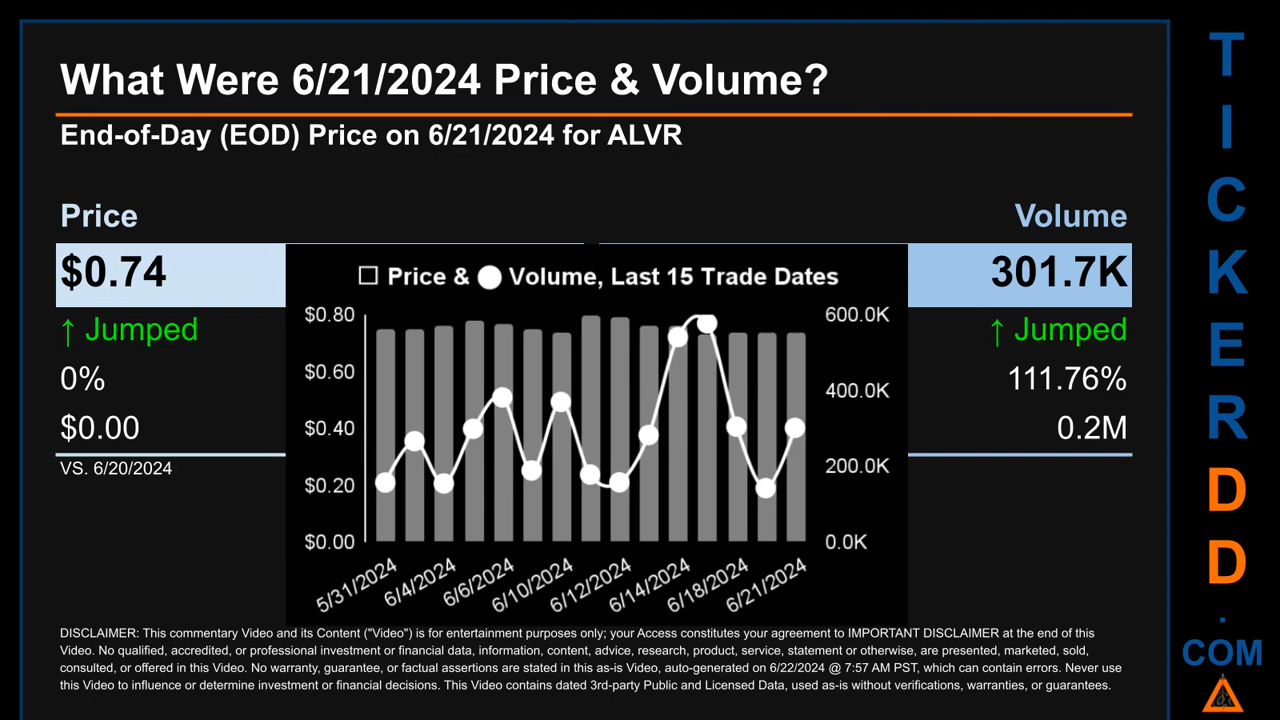 What Were 6/21/2024 Price & Volume?
End-of-Day (EOD) Price on 6/21/2024 for ALVR
Price
Volume
$0.74
301.7K
↑ Jumped
↑ Jumped
0%
111.76%
$0.00
0.2M
VS. 6/20/2024
Price & Volume, Last 15 Trade Dates
$0.80
$0.60
$0.40
$0.20
$0.00
600.0K
400.0K
200.0K
0.0K
5/31/2024
6/4/2024
6/6/2024
6/10/2024
6/12/2024
6/14/2024
6/18/2024
6/21/2024
DISCLAIMER: This commentary Video and its Content ("Video") is for entertainment purposes only; your Access constitutes your agreement to IMPORTANT DISCLAIMER at the end of this
Video. No qualified, accredited, or professional investment or financial data, information, content, advice, research, product, service, statement or otherwise, are presented, marketed, sold,
consulted, or offered in this Video. No warranty, guarantee, or factual assertions are stated in this as-is Video, auto-generated on 6/22/2024 @ 7:57 AM PST, which can contain errors. Never use
this Video to influence or determine investment or financial decisions. This Video contains dated 3rd-party Public and Licensed Data, used as-is without verifications, warranties, or guarantees.
T
I
C
K
E
R
D
D
.
COM